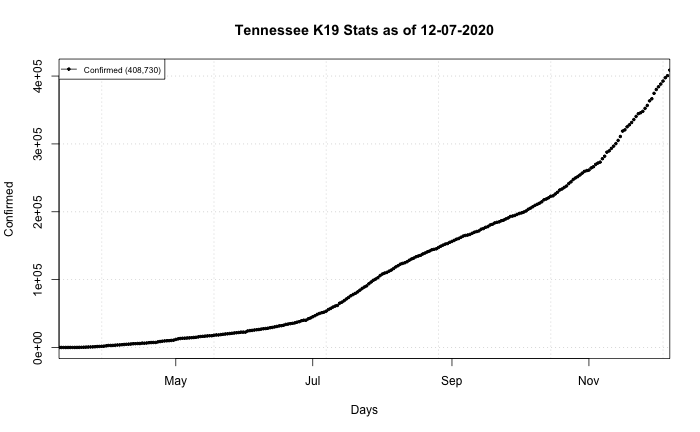 Tennessee K19 Stats as of 12-07-2020
Confirmed (408,730)
4e+05
3e+05
2e+05
1e+05
0e+00
Confirmed
May Jul Sep Nov
Days